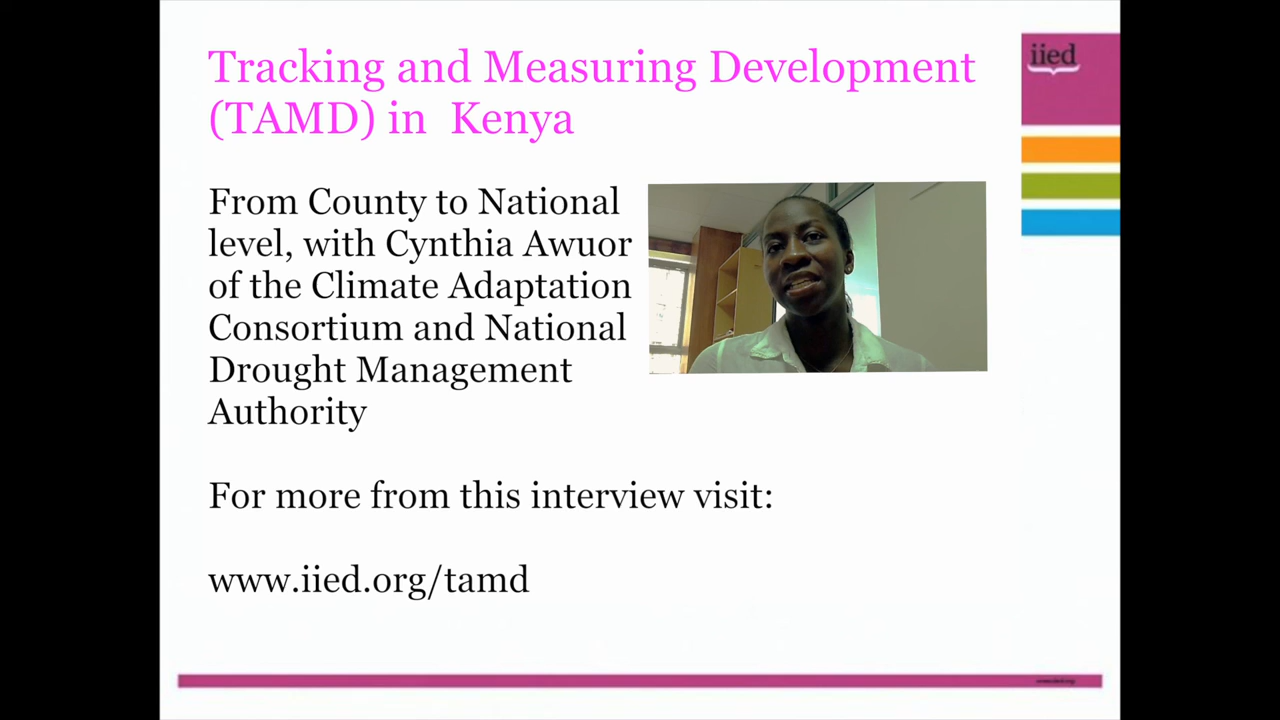 Tracking and Measuring Development
(TAMD) in Kenya
iied
From County to National
level, with Cynthia Awuor
of the Climate Adaptation
Consortium and National
Drought Management
Authority
For more from this interview visit:
www.iied.org/tamd